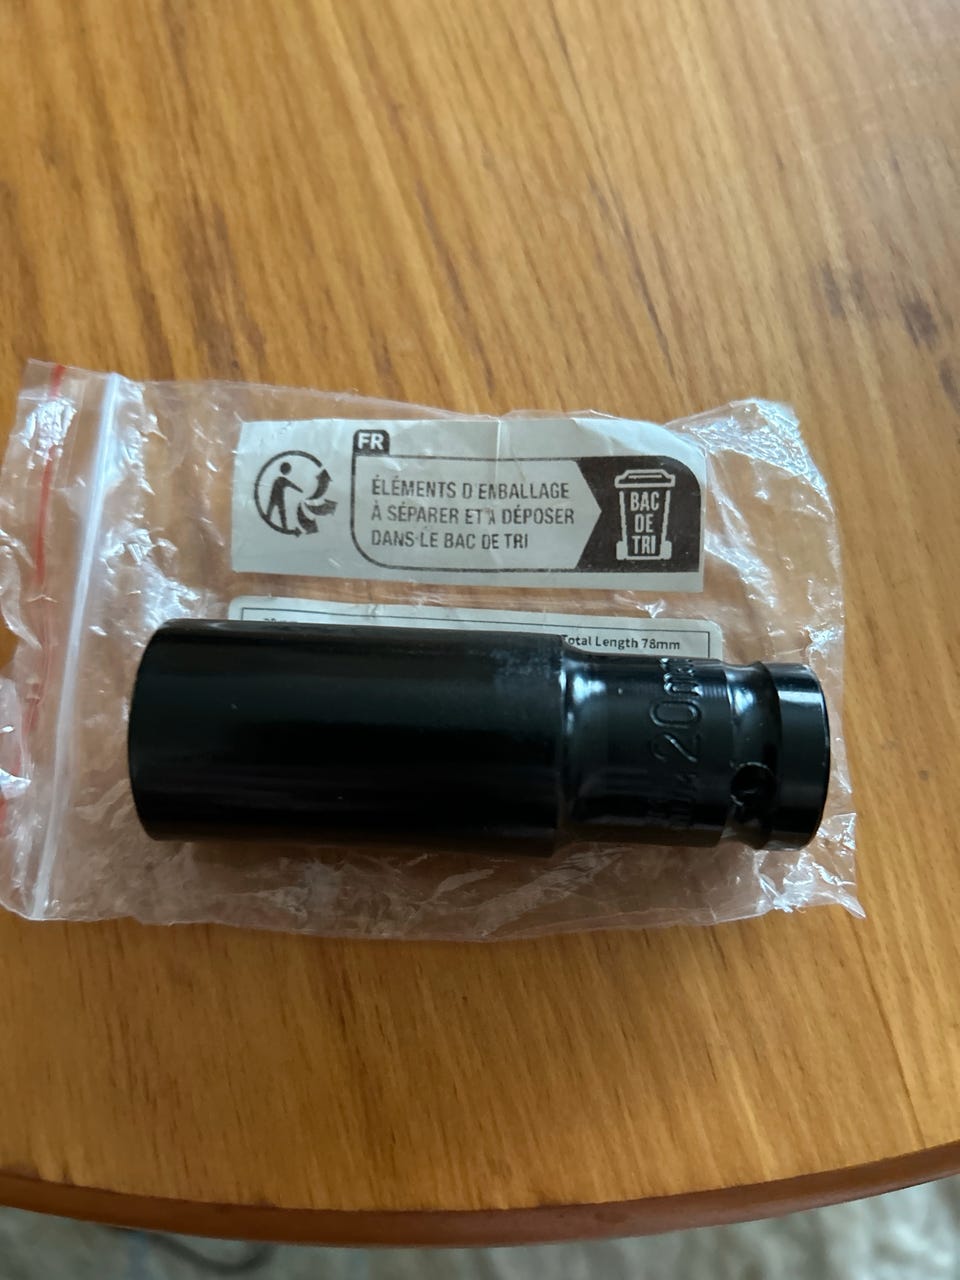 FR
ÉLÉMENTS D'EMBALLAGE
À SÉPARER ET À DÉPOSER
DANS LE BAC DE TRI
BAC
DE
TRI
Total Length 78mm
20mm